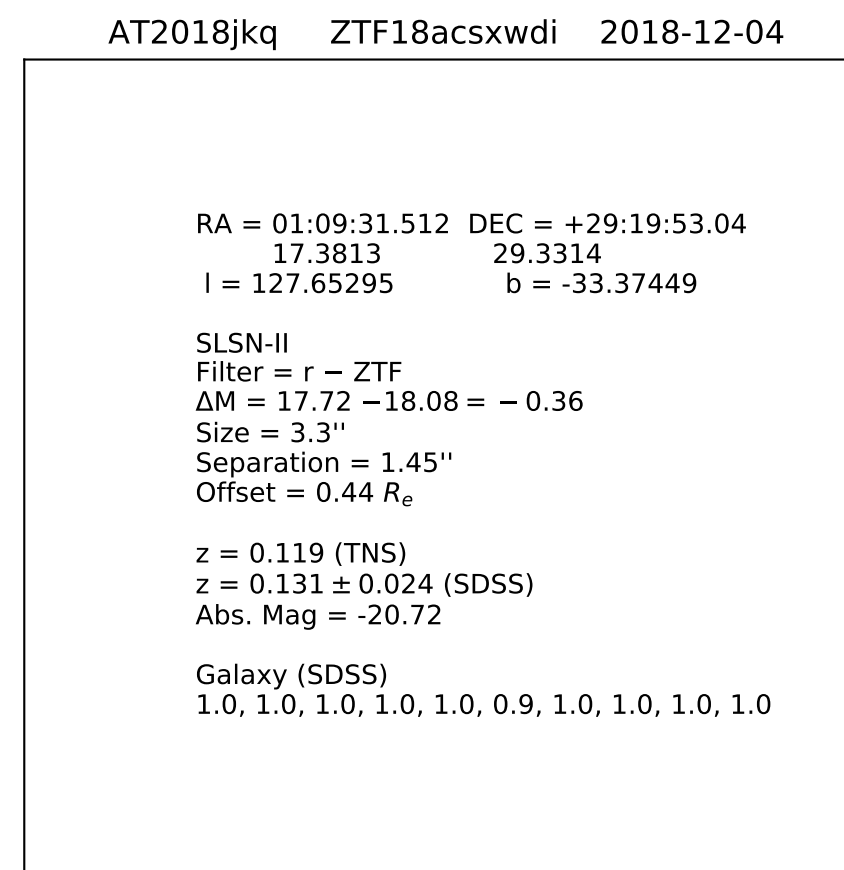 AT2018jkq ZTF18acsxwdi 2018-12-04
RA = 01:09:31.512 DEC = +29:19:53.04
17.3813 29.3314
l = 127.65295 b = -33.37449
SLSN-II
Filter = r − ZTF
ΔM = 17.72 −18.08 = − 0.36
Size = 3.3''
Separation = 1.45''
Offset = 0.44 Re
z = 0.119 (TNS)
z = 0.131 ± 0.024 (SDSS)
Abs. Mag = -20.72
Galaxy (SDSS)
1.0, 1.0, 1.0, 1.0, 1.0, 0.9, 1.0, 1.0, 1.0, 1.0